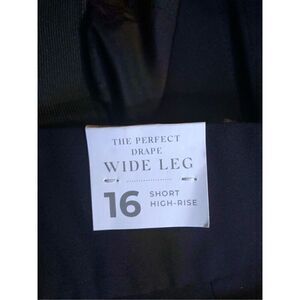 THE PERFECT
DRAPE
WIDE LEG
16 SHORT
HIGH-RISE